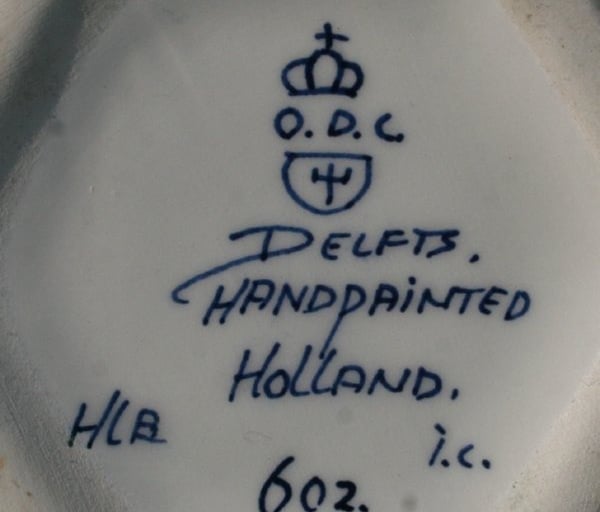 O.D.C.
DELFTS.
HANDPAiNTED
HOLLAND.
HLB
i.c.
602.